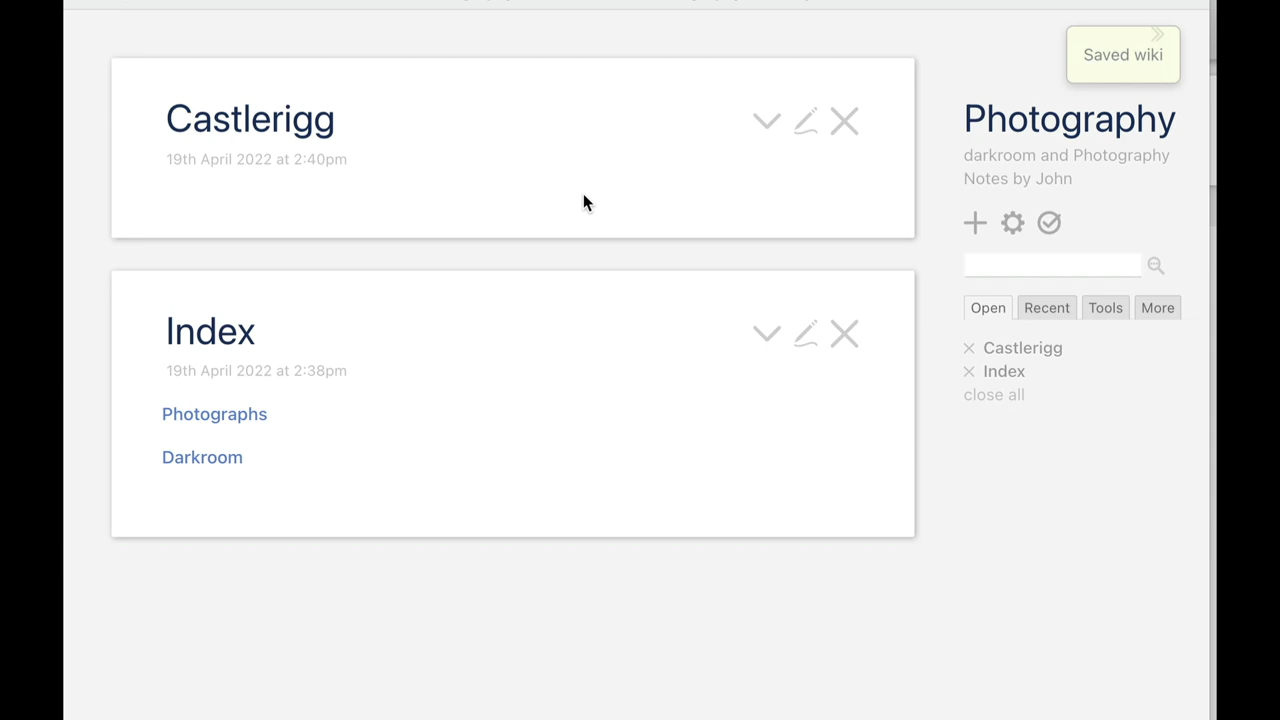 Saved wiki
Castlerigg
19th April 2022 at 2:40pm
Index
19th April 2022 at 2:38pm
Photographs
Darkroom
Photography
darkroom and Photography
Notes by John
Open Recent Tools More
Castlerigg
Index
close all